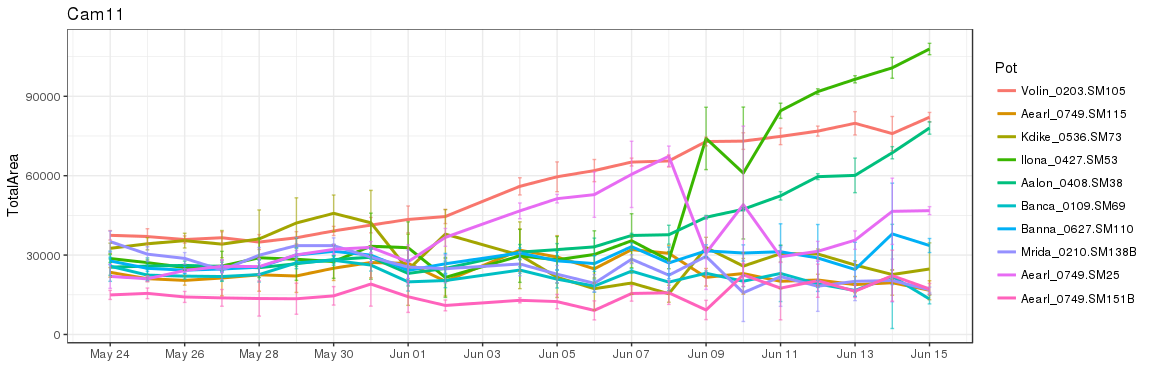 Cam11
TotalArea
90000
60000
30000
0
May 24 May 26 May 28 May 30 Jun 01 Jun 03 Jun 05 Jun 07 Jun 09 Jun 11 Jun 13 Jun 15
Pot
Volin_0203.SM105
Aearl_0749.SM115
Kdike_0536.SM73
Ilona_0427.SM53
Aalon_0408.SM38
Banca_0109.SM69
Banna_0627.SM110
Mrida_0210.SM138B
Aearl_0749.SM25
Aearl_0749.SM151B